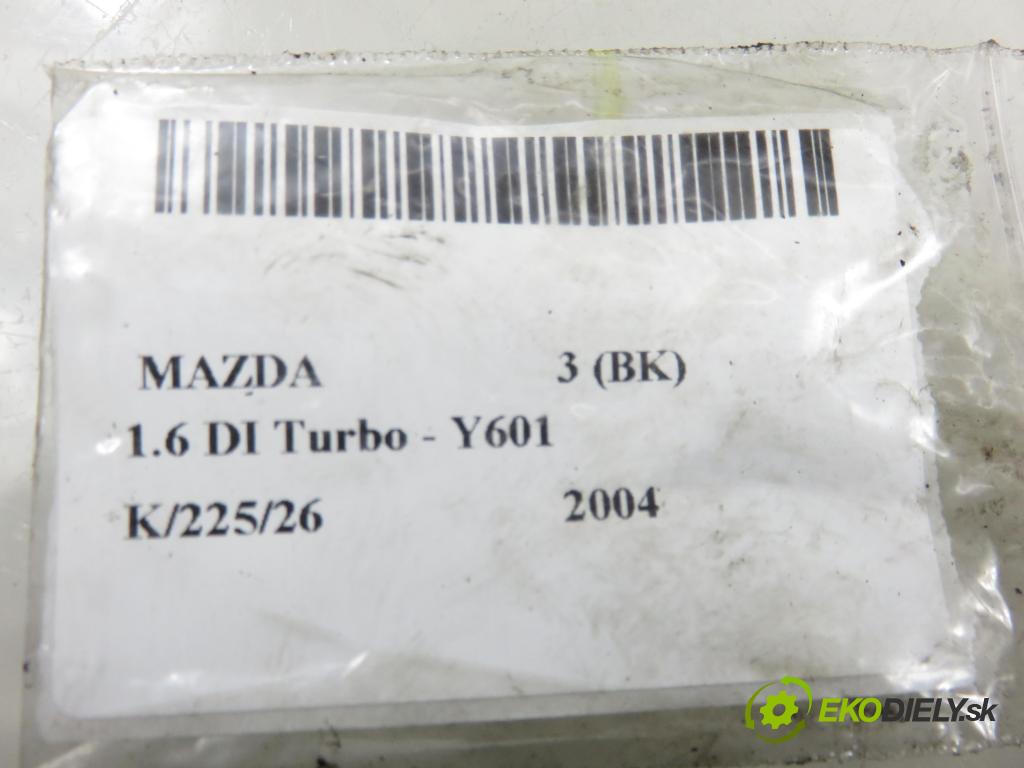 MAZDA 3 (BK)
1.6 DI Turbo - Y601
K/225/26 2004
EKODIELY.sk